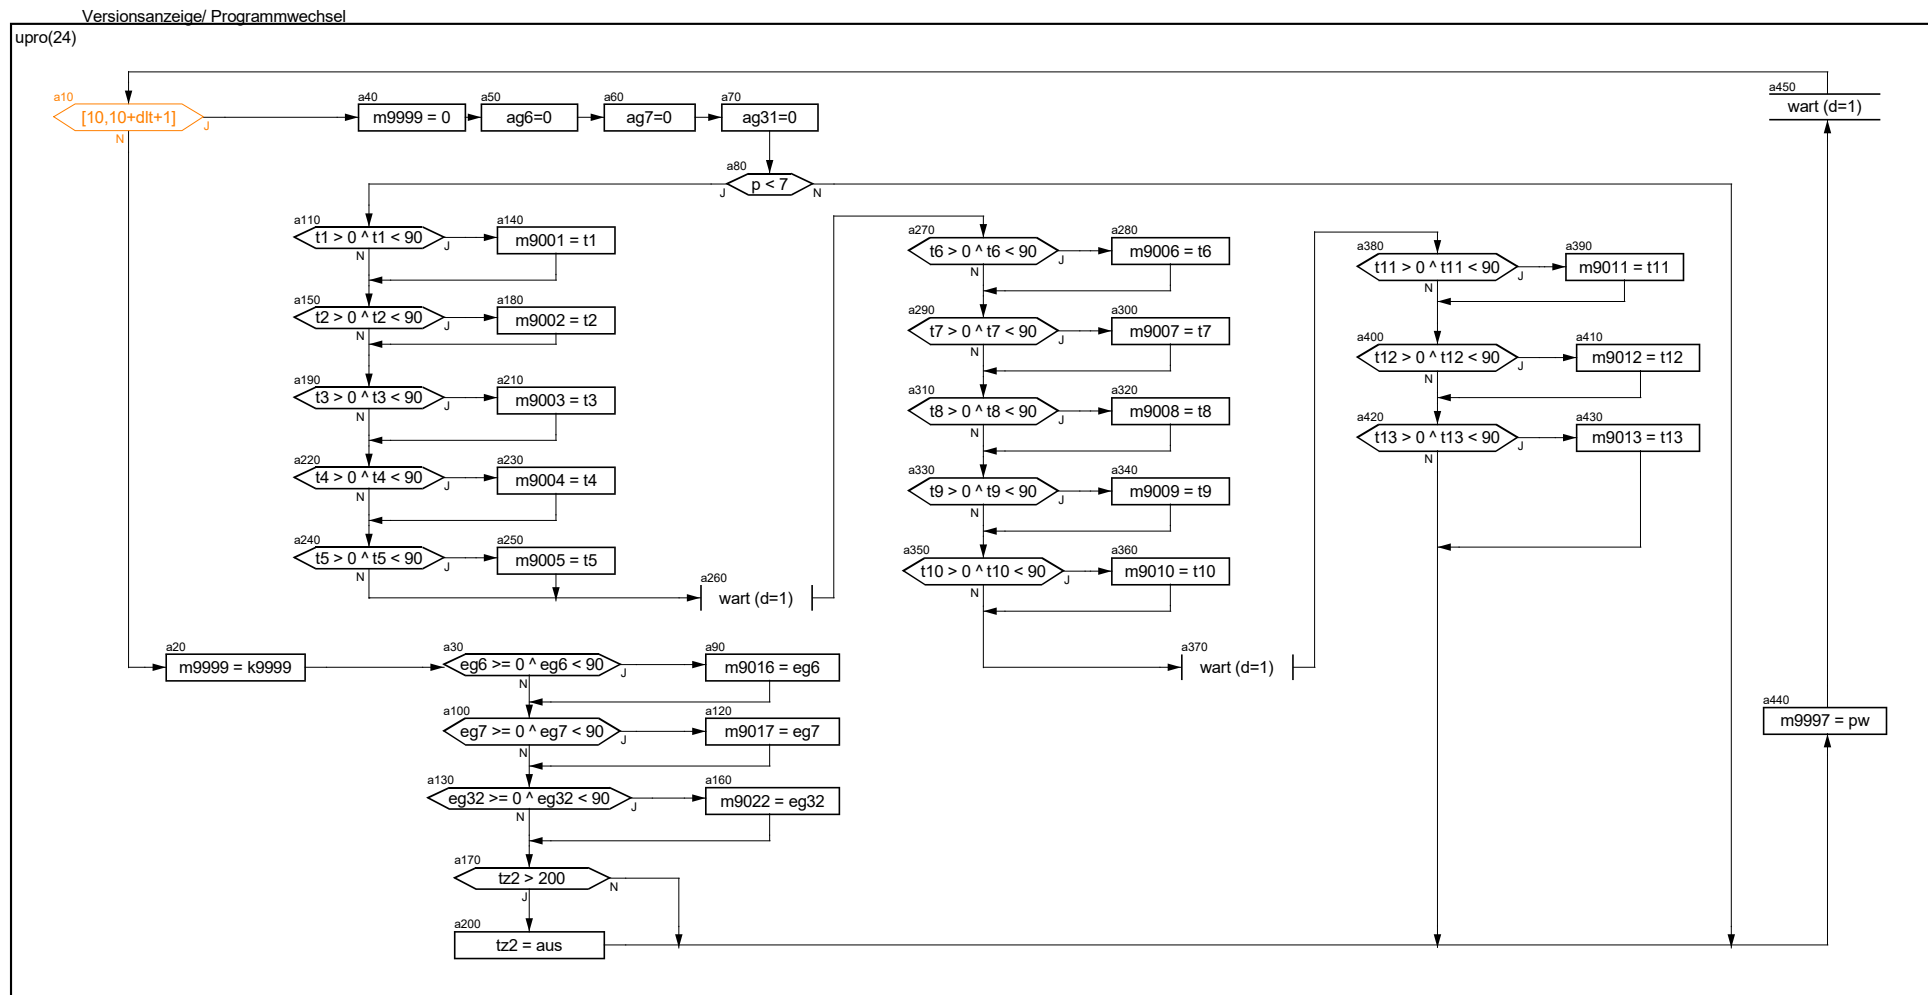 Versionsanzeige/ Programmwechsel
upro(24)
a10
[10,10+dlt+1]
J
N
a40
m9999 = 0
a50
ag6=0
a60
ag7=0
a70
ag31=0
a450
wart (d=1)
a80
p < 7
J
N
a110
t1 > 0 ^ t1 < 90
J
N
a140
m9001 = t1
a150
t2 > 0 ^ t2 < 90
J
N
a180
m9002 = t2
a190
t3 > 0 ^ t3 < 90
J
N
a210
m9003 = t3
a220
t4 > 0 ^ t4 < 90
J
N
a230
m9004 = t4
a240
t5 > 0 ^ t5 < 90
J
N
a250
m9005 = t5
a260
wart (d=1)
a270
t6 > 0 ^ t6 < 90
J
N
a280
m9006 = t6
a290
t7 > 0 ^ t7 < 90
J
N
a300
m9007 = t7
a310
t8 > 0 ^ t8 < 90
J
N
a320
m9008 = t8
a330
t9 > 0 ^ t9 < 90
J
N
a340
m9009 = t9
a350
t10 > 0 ^ t10 < 90
J
N
a360
m9010 = t10
a370
wart (d=1)
a380
t11 > 0 ^ t11 < 90
J
N
a390
m9011 = t11
a400
t12 > 0 ^ t12 < 90
J
N
a410
m9012 = t12
a420
t13 > 0 ^ t13 < 90
J
N
a430
m9013 = t13
a20
m9999 = k9999
a30
eg6 >= 0 ^ eg6 < 90
J
N
a90
m9016 = eg6
a100
eg7 >= 0 ^ eg7 < 90
J
N
a120
m9017 = eg7
a130
eg32 >= 0 ^ eg32 < 90
J
N
a160
m9022 = eg32
a170
tz2 > 200
N
J
a200
tz2 = aus
a440
m9997 = pw